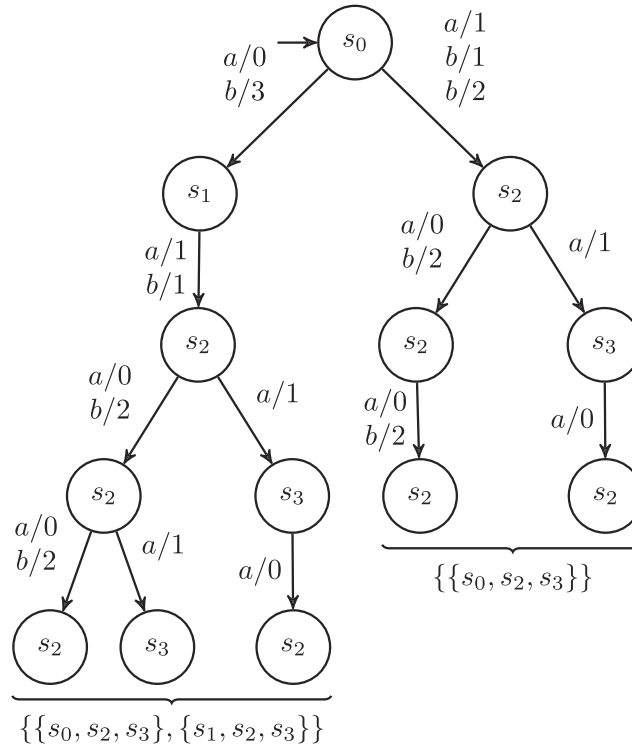 s₀
a/0
b/3
a/1
b/1
b/2
s₁
s₂
a/1
b/1
a/0
b/2
a/1
s₂
s₂
s₃
a/0
b/2
a/1
a/0
b/2
a/0
s₂
s₃
s₂
s₂
a/0
b/2
a/1
a/0
{{s₀, s₂, s₃}}
s₂
s₃
s₂
{{s₀, s₂, s₃}, {s₁, s₂, s₃}}